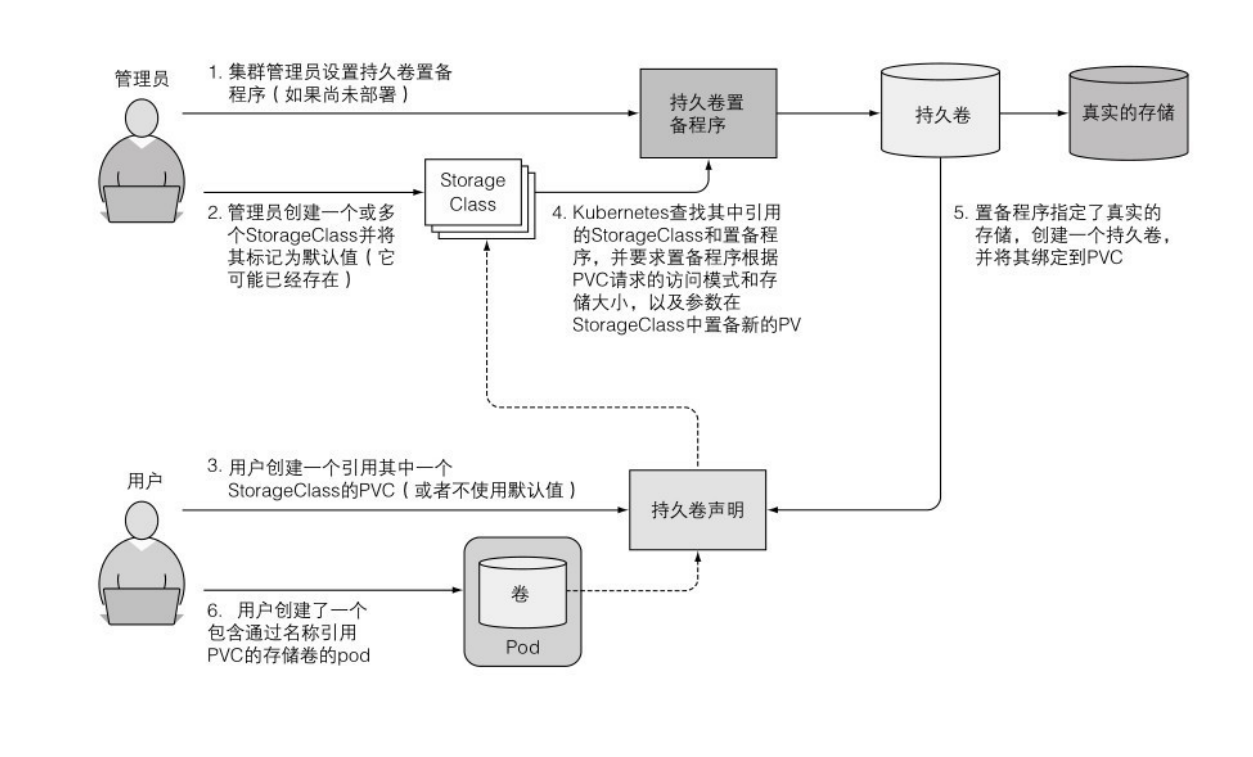 管理员
1. 集群管理员设置持久卷置备
程序（如果尚未部署）
持久卷置
备程序
持久卷
真实的存储
Storage
Class
2. 管理员创建一个或多
个StorageClass并将
其标记为默认值（它
可能已经存在）
4. Kubernetes查找其中引用
的StorageClass和置备程
序，并要求置备程序根据
PVC请求的访问模式和存
储大小，以及参数在
StorageClass中置备新的PV
5. 置备程序指定了真实的
存储，创建一个持久卷，
并将其绑定到PVC
用户
3. 用户创建一个引用其中一个
StorageClass的PVC（或者不使用默认值）
持久卷声明
卷
Pod
6. 用户创建了一个
包含通过名称引用
PVC的存储卷的pod